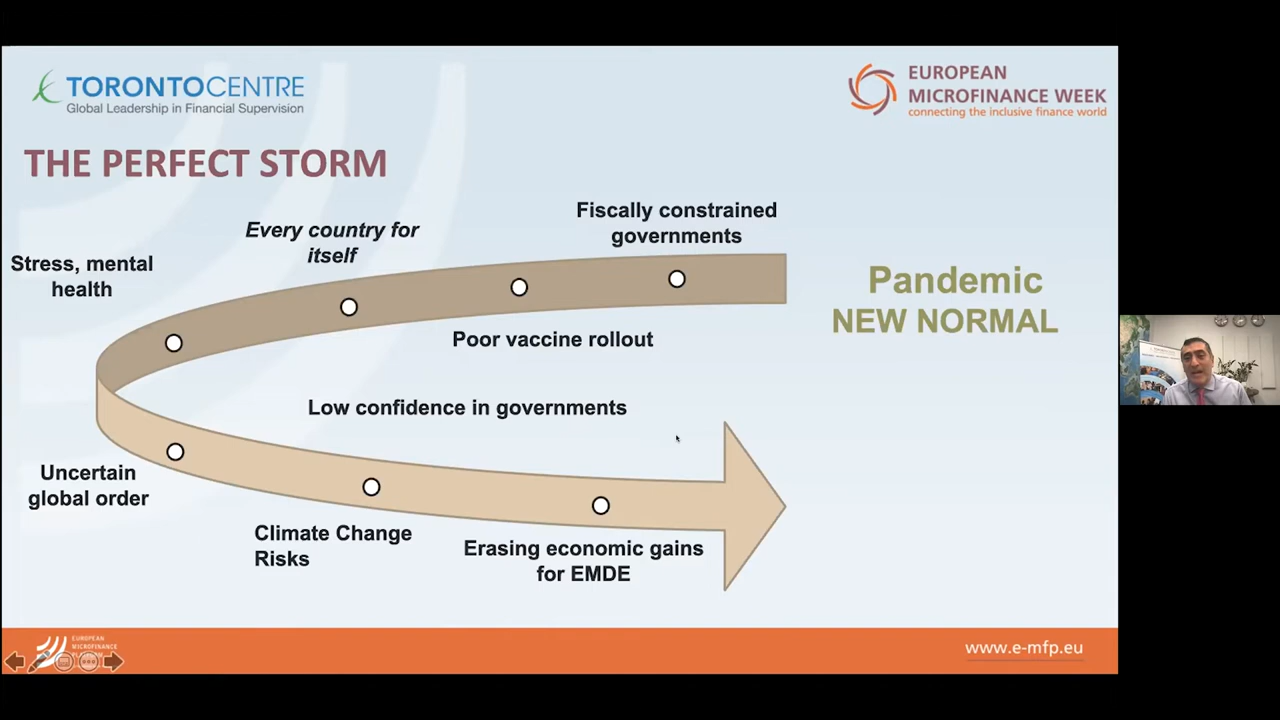 TORONTOCENTRE
Global Leadership in Financial Supervision
EUROPEAN
MICROFINANCE WEEK
connecting the inclusive finance world
THE PERFECT STORM
Fiscally constrained
governments
Every country for
itself
Stress, mental
health
Pandemic
NEW NORMAL
Poor vaccine rollout
Low confidence in governments
Uncertain
global order
Climate Change
Risks
Erasing economic gains
for EMDE
EUROPEAN
MICROFINANCE
www.e-mfp.eu